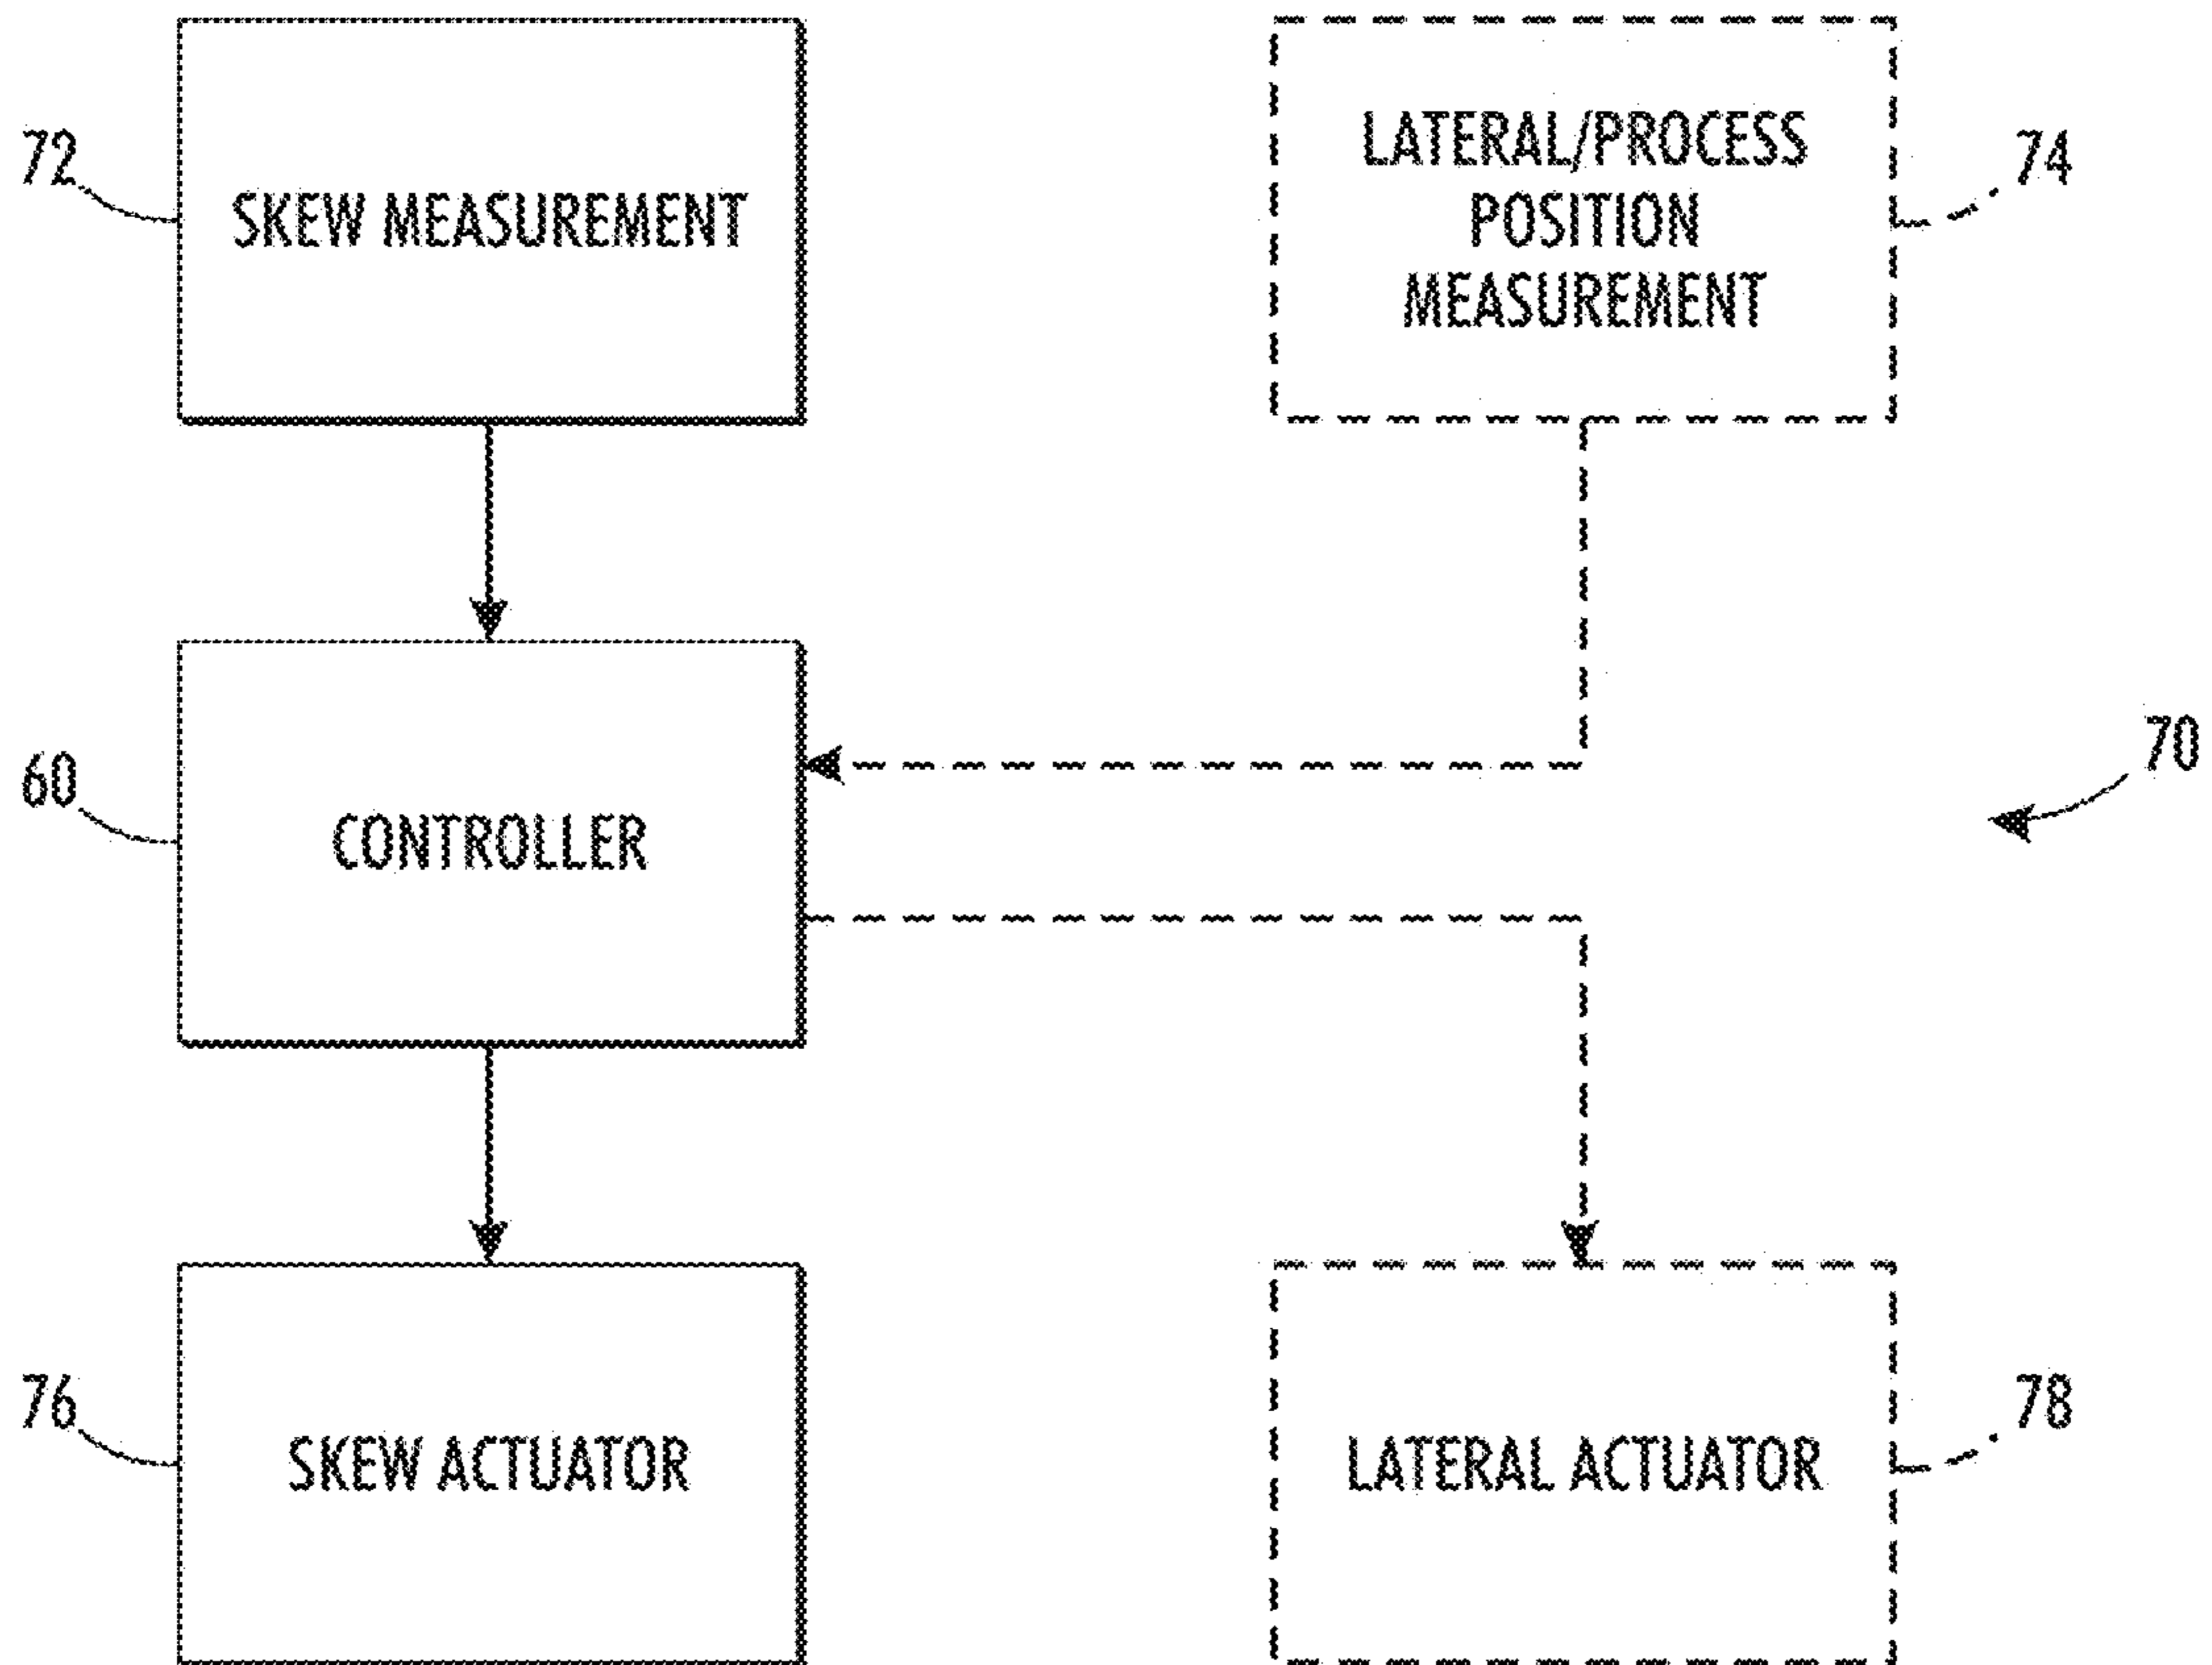 72
SKEW MEASUREMENT
LATERAL/PROCESS
POSITION
MEASUREMENT
74
60
CONTROLLER
70
76
SKEW ACTUATOR
LATERAL ACTUATOR
78